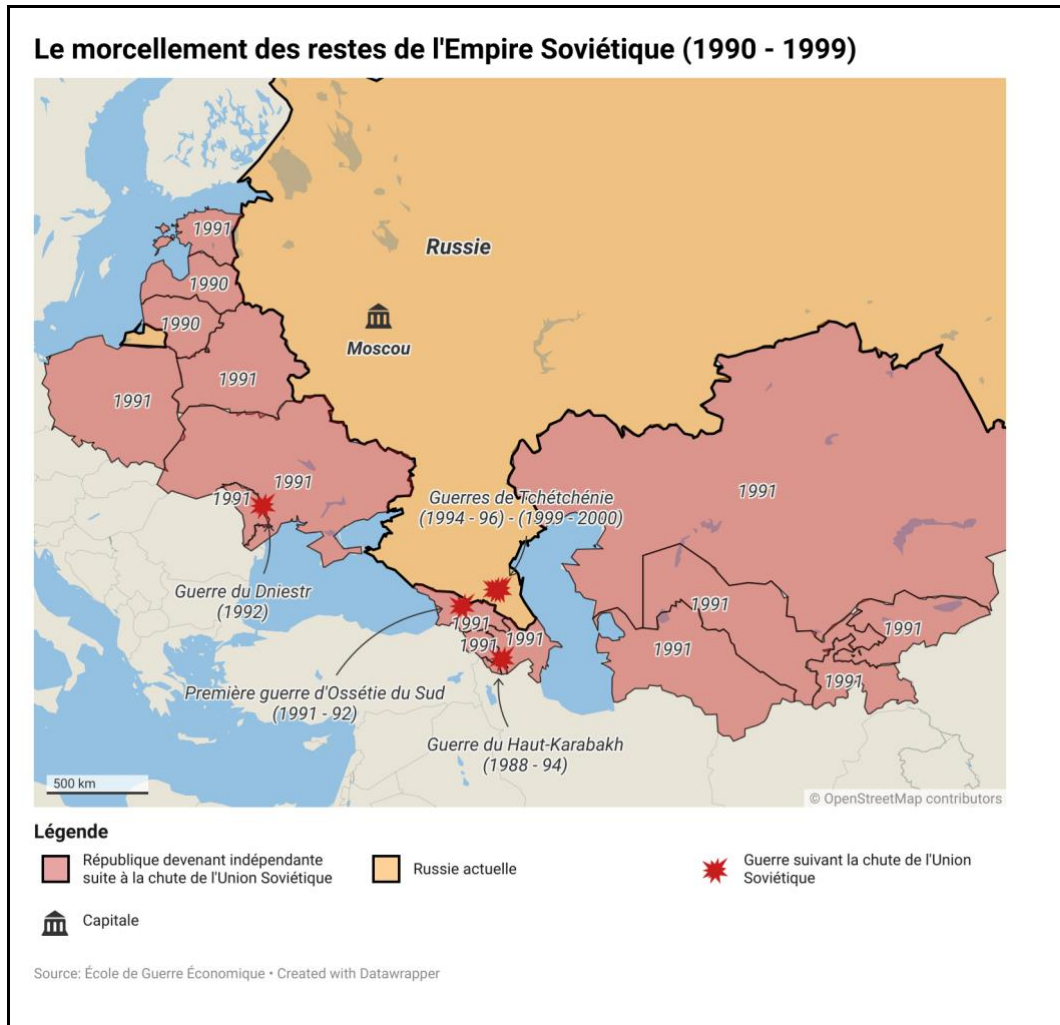 Le morcellement des restes de l'Empire Soviétique (1990 - 1999)
1991
Russie
1990
1990
Moscou
1991
1991
1991
1991
1991
Guerres de Tchétchénie
(1994 - 96) - (1999 - 2000)
Guerre du Dniestr
(1992)
1991
1991
1991
1991
1991
1991
1991
Première guerre d'Ossétie du Sud
(1991 - 92)
Guerre du Haut-Karabakh
(1988 - 94)
500 km
© OpenStreetMap contributors
Légende
République devenant indépendante
suite à la chute de l'Union Soviétique
Russie actuelle
Guerre suivant la chute de l'Union
Soviétique
Capitale
Source: École de Guerre Économique • Created with Datawrapper